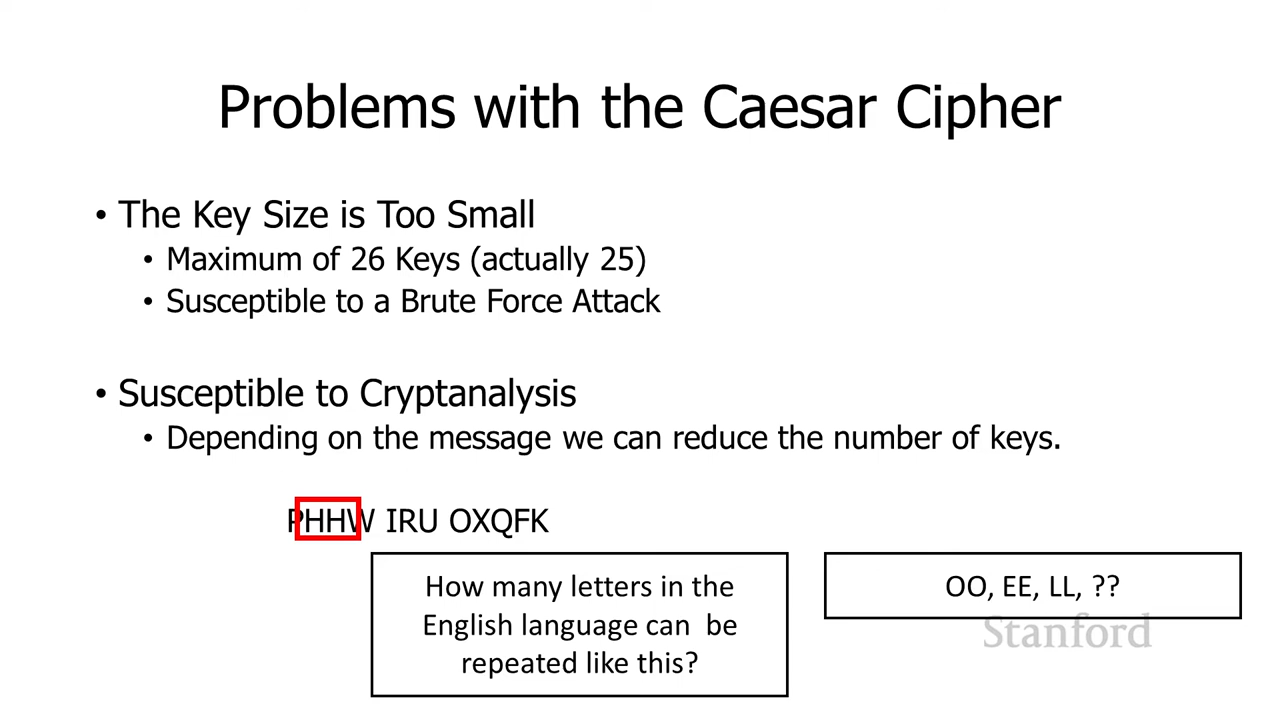 Problems with the Caesar Cipher
• The Key Size is Too Small
• Maximum of 26 Keys (actually 25)
• Susceptible to a Brute Force Attack
• Susceptible to Cryptanalysis
• Depending on the message we can reduce the number of keys.
PHHW IRU OXQFK
How many letters in the
English language can be
repeated like this?
OO, EE, LL, ??
Stanford